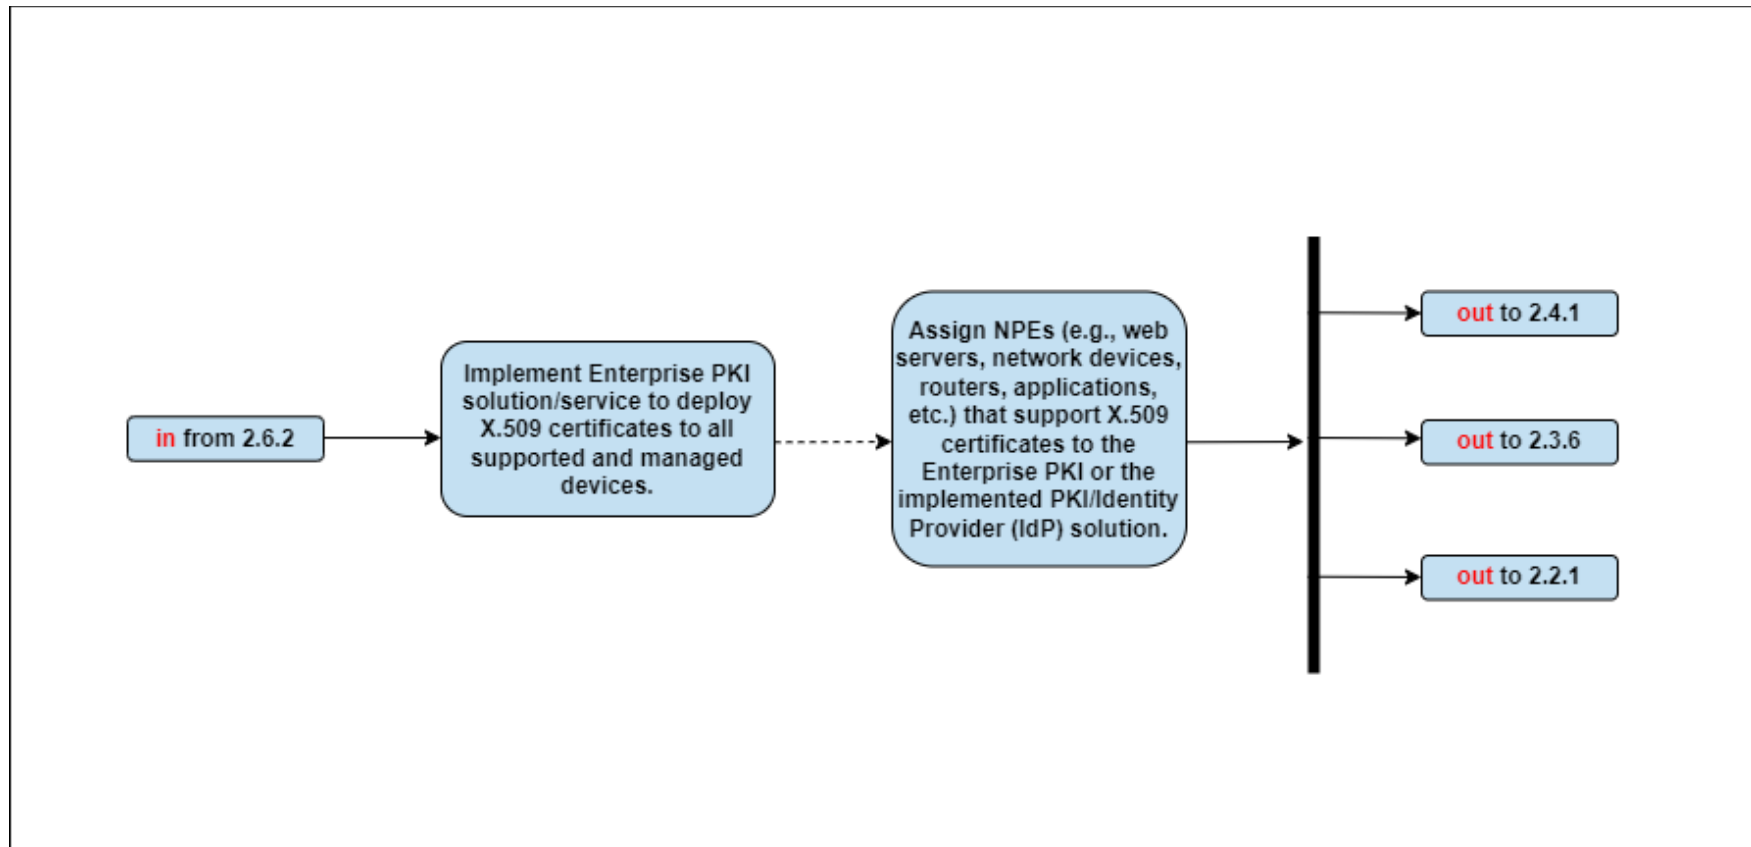 in from 2.6.2
Implement Enterprise PKI
solution/service to deploy
X.509 certificates to all
supported and managed
devices.
Assign NPEs (e.g., web
servers, network devices,
routers, applications,
etc.) that support X.509
certificates to the
Enterprise PKI or the
implemented PKI/Identity
Provider (IdP) solution.
out to 2.4.1
out to 2.3.6
out to 2.2.1